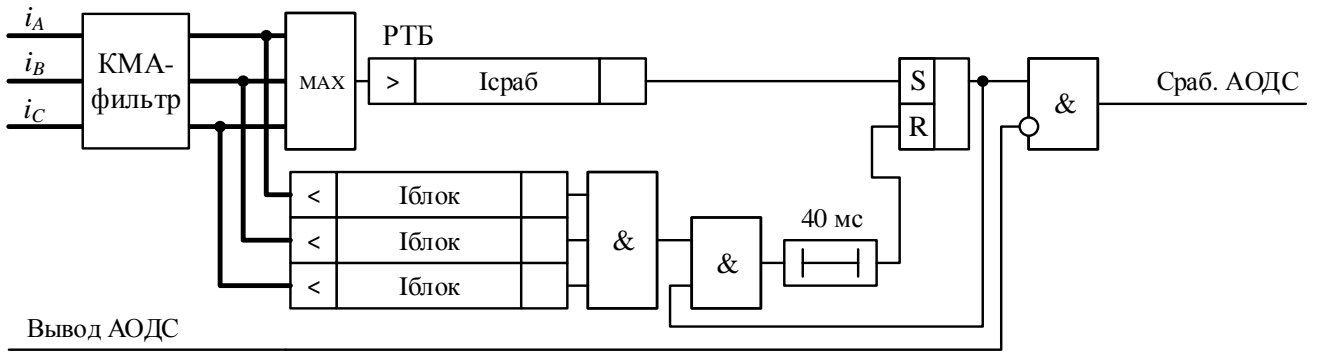 iA
РТБ
iB
КМА-
фильтр
MAX
>
Iсраб
S
Сраб. АОДС
iC
R
&
<
Iблок
40 мс
<
Iблок
&
&
<
Iблок
Вывод АОДС